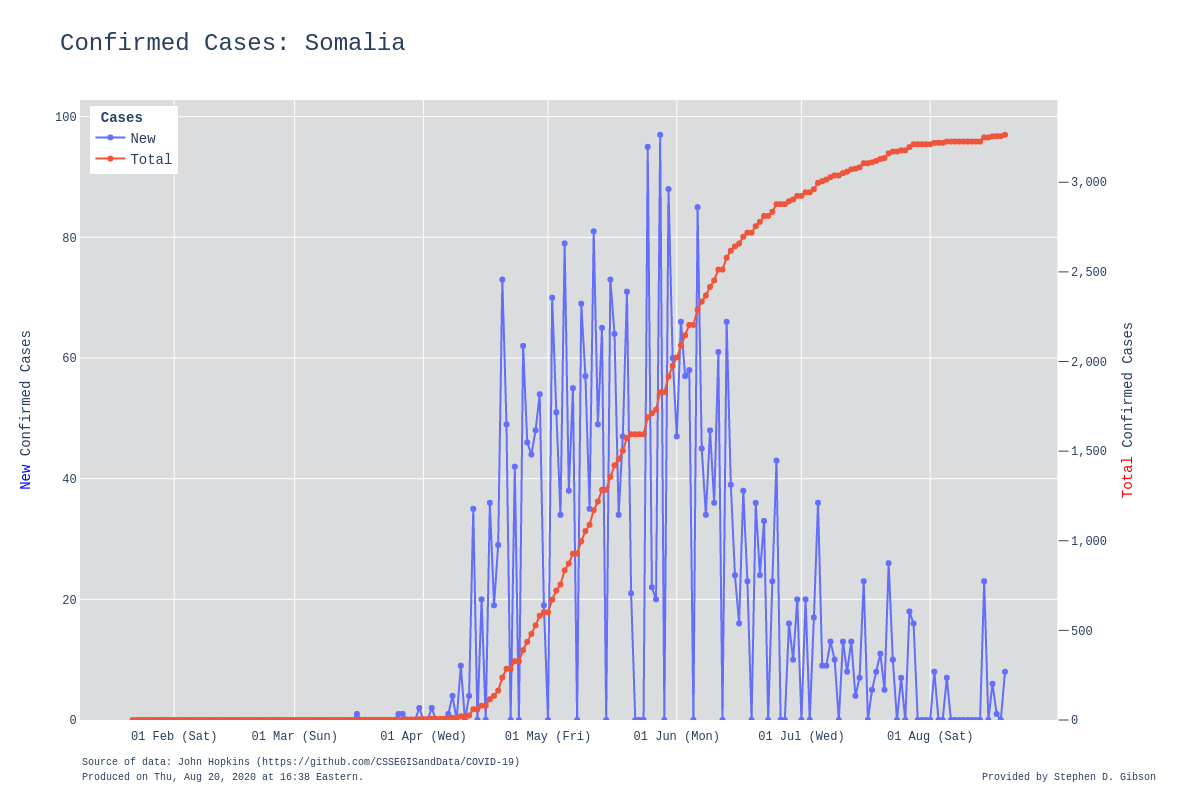 Confirmed Cases: Somalia
Cases
New
Total
100
80
60
40
20
0
New Confirmed Cases
3,000
2,500
2,000
1,500
1,000
500
0
Total Confirmed Cases
01 Feb (Sat) 01 Mar (Sun) 01 Apr (Wed) 01 May (Fri) 01 Jun (Mon) 01 Jul (Wed) 01 Aug (Sat)
Source of data: John Hopkins (https://github.com/CSSEGISandData/COVID-19)
Produced on Thu, Aug 20, 2020 at 16:38 Eastern.
Provided by Stephen D. Gibson